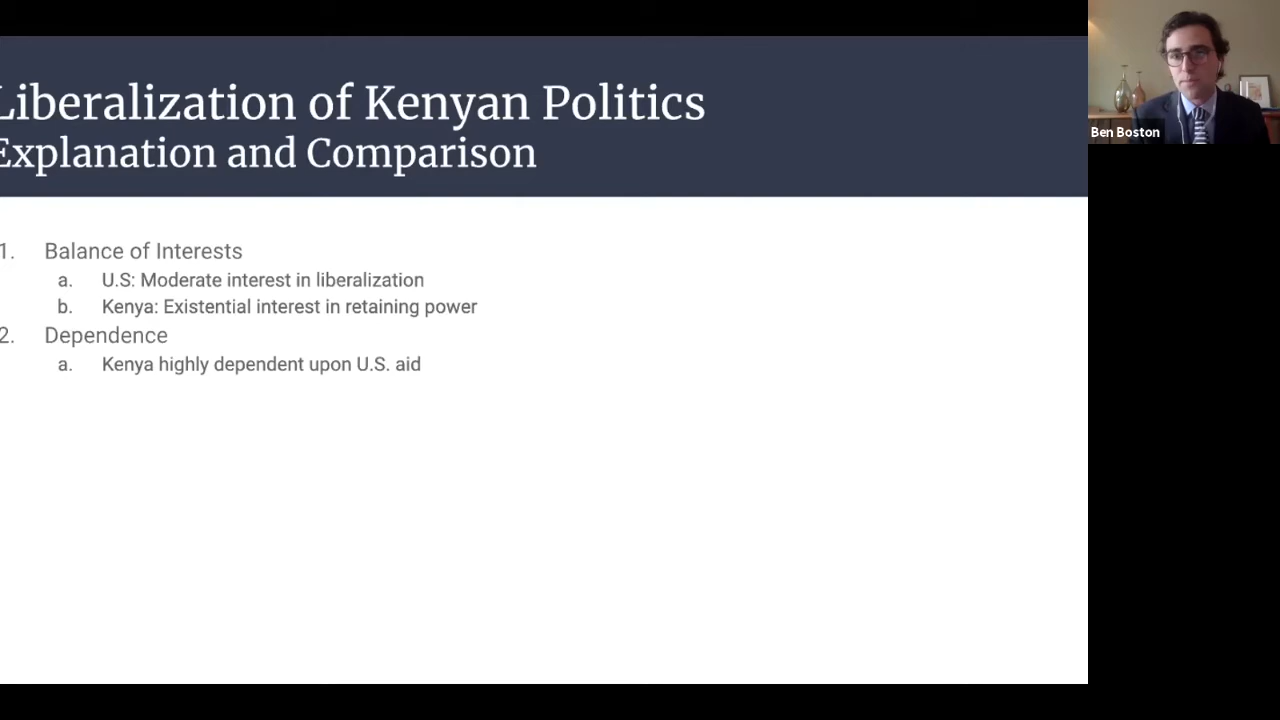 Liberalization of Kenyan Politics
Explanation and Comparison
Ben Boston
1. Balance of Interests
a. U.S: Moderate interest in liberalization
b. Kenya: Existential interest in retaining power
2. Dependence
a. Kenya highly dependent upon U.S. aid